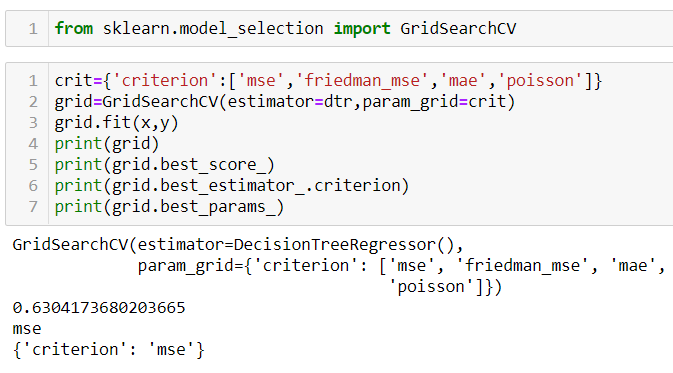 1 from sklearn.model_selection import GridSearchCV
1 crit={'criterion':['mse','friedman_mse','mae','poisson']}
2 grid=GridSearchCV(estimator=dtr,param_grid=crit)
3 grid.fit(x,y)
4 print(grid)
5 print(grid.best_score_)
6 print(grid.best_estimator_.criterion)
7 print(grid.best_params_)
GridSearchCV(estimator=DecisionTreeRegressor(),
             param_grid={'criterion': ['mse', 'friedman_mse', 'mae',
                                       'poisson']})
0.6304173680203665
mse
{'criterion': 'mse'}